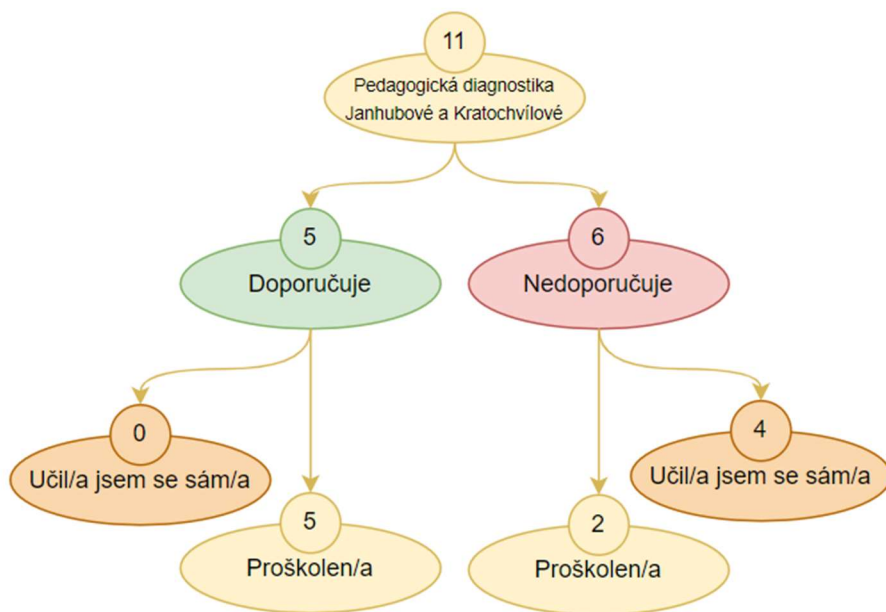 11
Pedagogická diagnostika
Janhubové a Kratochvílové
5
Doporučuje
6
Nedoporučuje
0
Učil/a jsem se sám/a
5
Proškolen/a
2
Proškolen/a
4
Učil/a jsem se sám/a